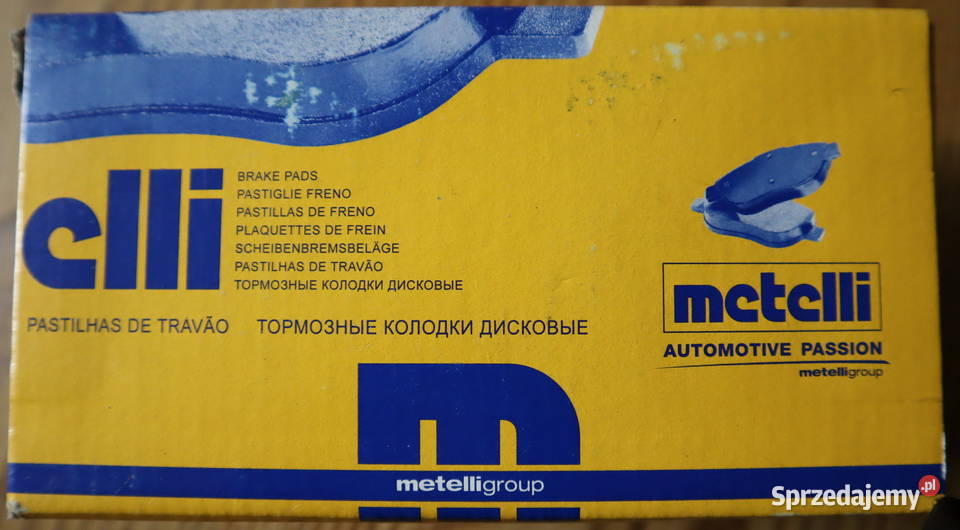 elli
BRAKE PADS
PASTIGLIE FRENO
PASTILLAS DE FRENO
PLAQUETTES DE FREIN
SCHEIBENBREMSBELÄGE
PASTILHAS DE TRAVÃO
ТОРМОЗНЫЕ КОЛОДКИ ДИСКОВЫЕ
PASTILHAS DE TRAVÃO ТОРМОЗНЫЕ КОЛОДКИ ДИСКОВЫЕ
metelli
AUTOMOTIVE PASSION
metelligroup
m
metelligroup
Sprzedajemy.pl